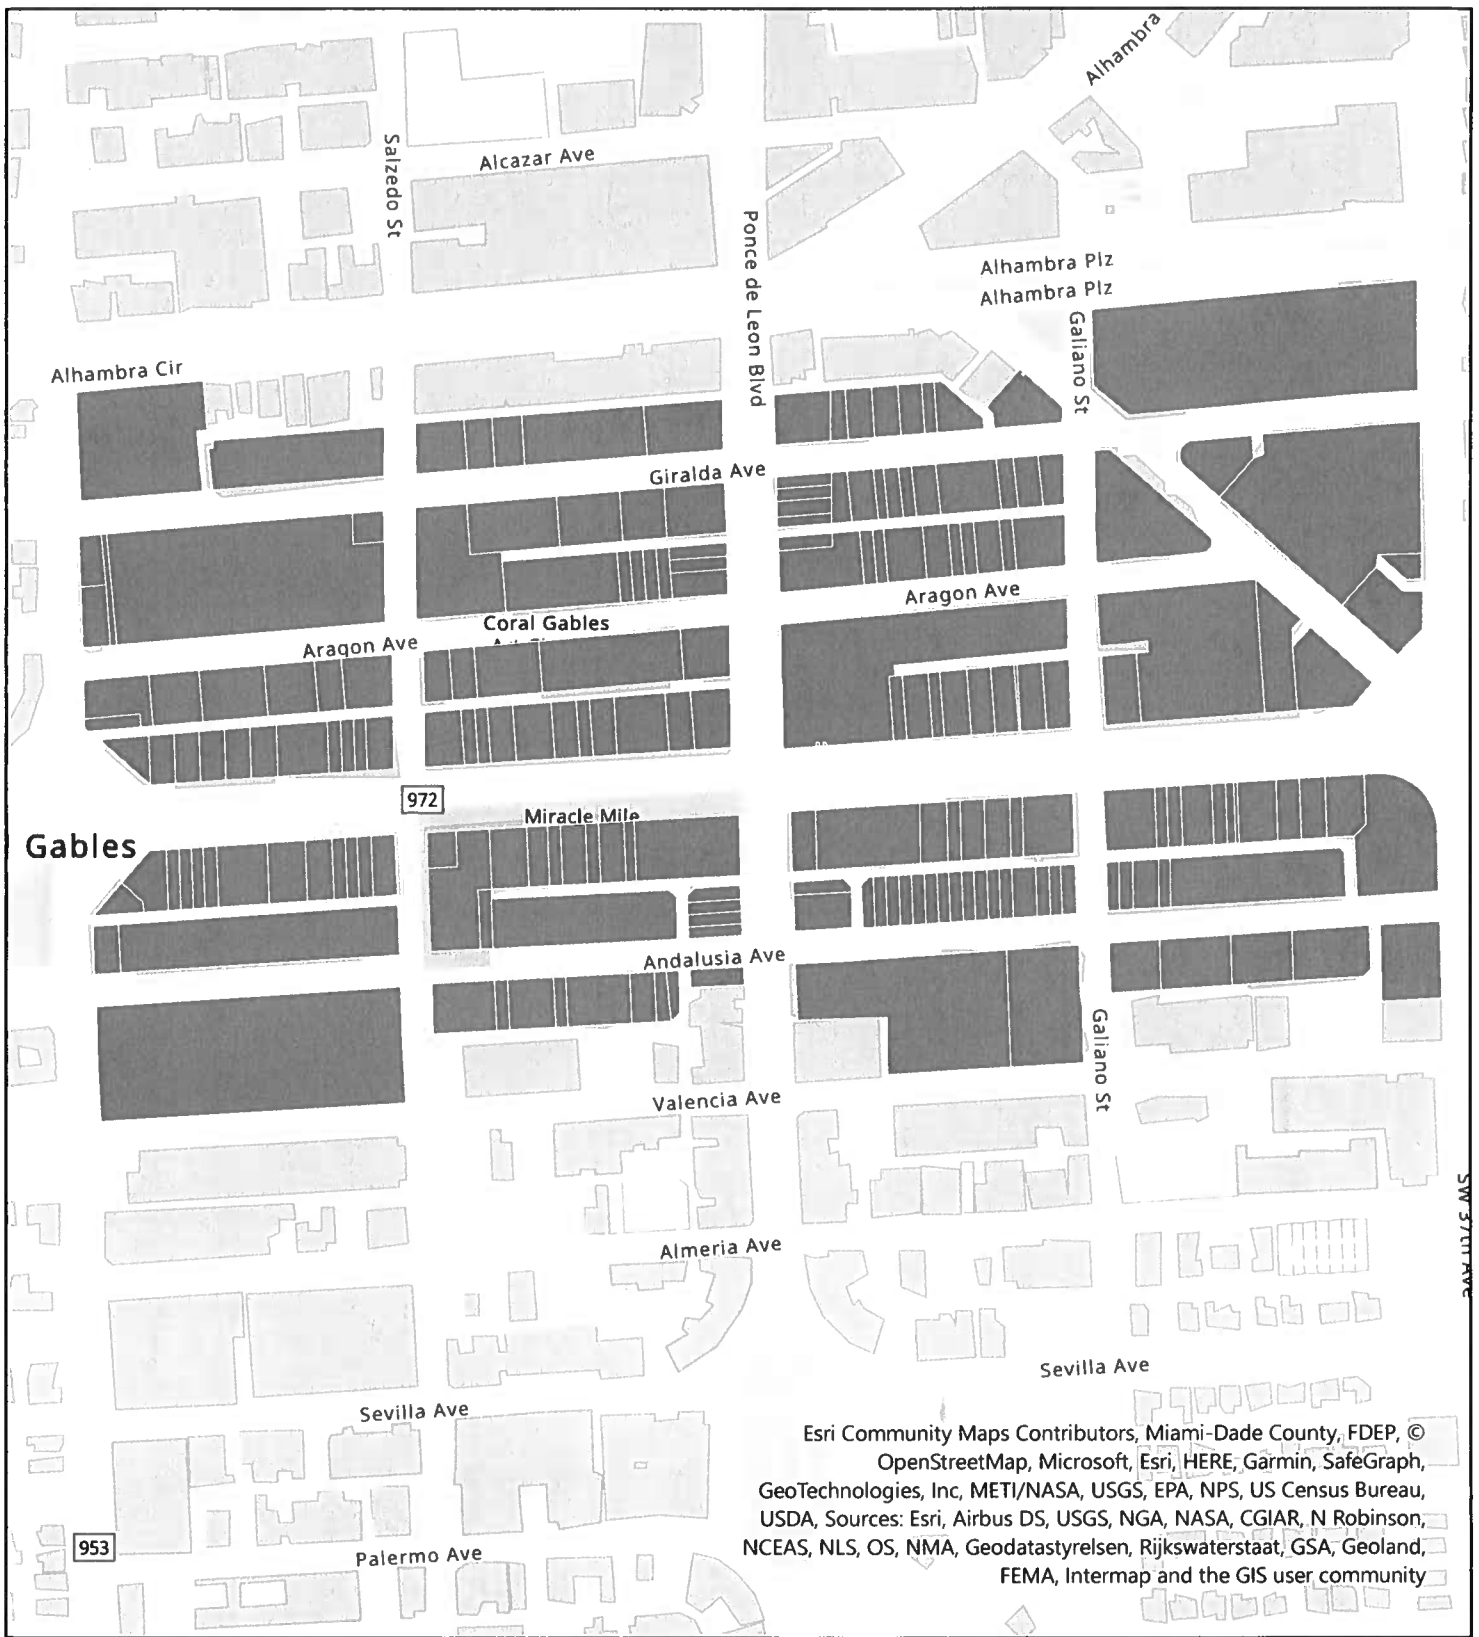 Alhambra
Salzedo St
Alcazar Ave
Ponce de Leon Blvd
Alhambra Plz
Alhambra Plz
Galiano St
Alhambra Cir
Giralda Ave
Aragon Ave
Coral Gables
Aragon Ave
972
Miracle Mile
Gables
Andalusia Ave
Galiano St
Valencia Ave
Almeria Ave
Sevilla Ave
Sevilla Ave
Esri Community Maps Contributors, Miami-Dade County, FDEP, ©
OpenStreetMap, Microsoft, Esri, HERE, Garmin, SafeGraph,
GeoTechnologies, Inc, METI/NASA, USGS, EPA, NPS, US Census Bureau,
USDA, Sources: Esri, Airbus DS, USGS, NGA, NASA, CGIAR, N Robinson,
NCEAS, NLS, OS, NMA, Geodatastyrelsen, Rijkswaterstaat, GSA, Geoland,
FEMA, Intermap and the GIS user community
953
Palermo Ave